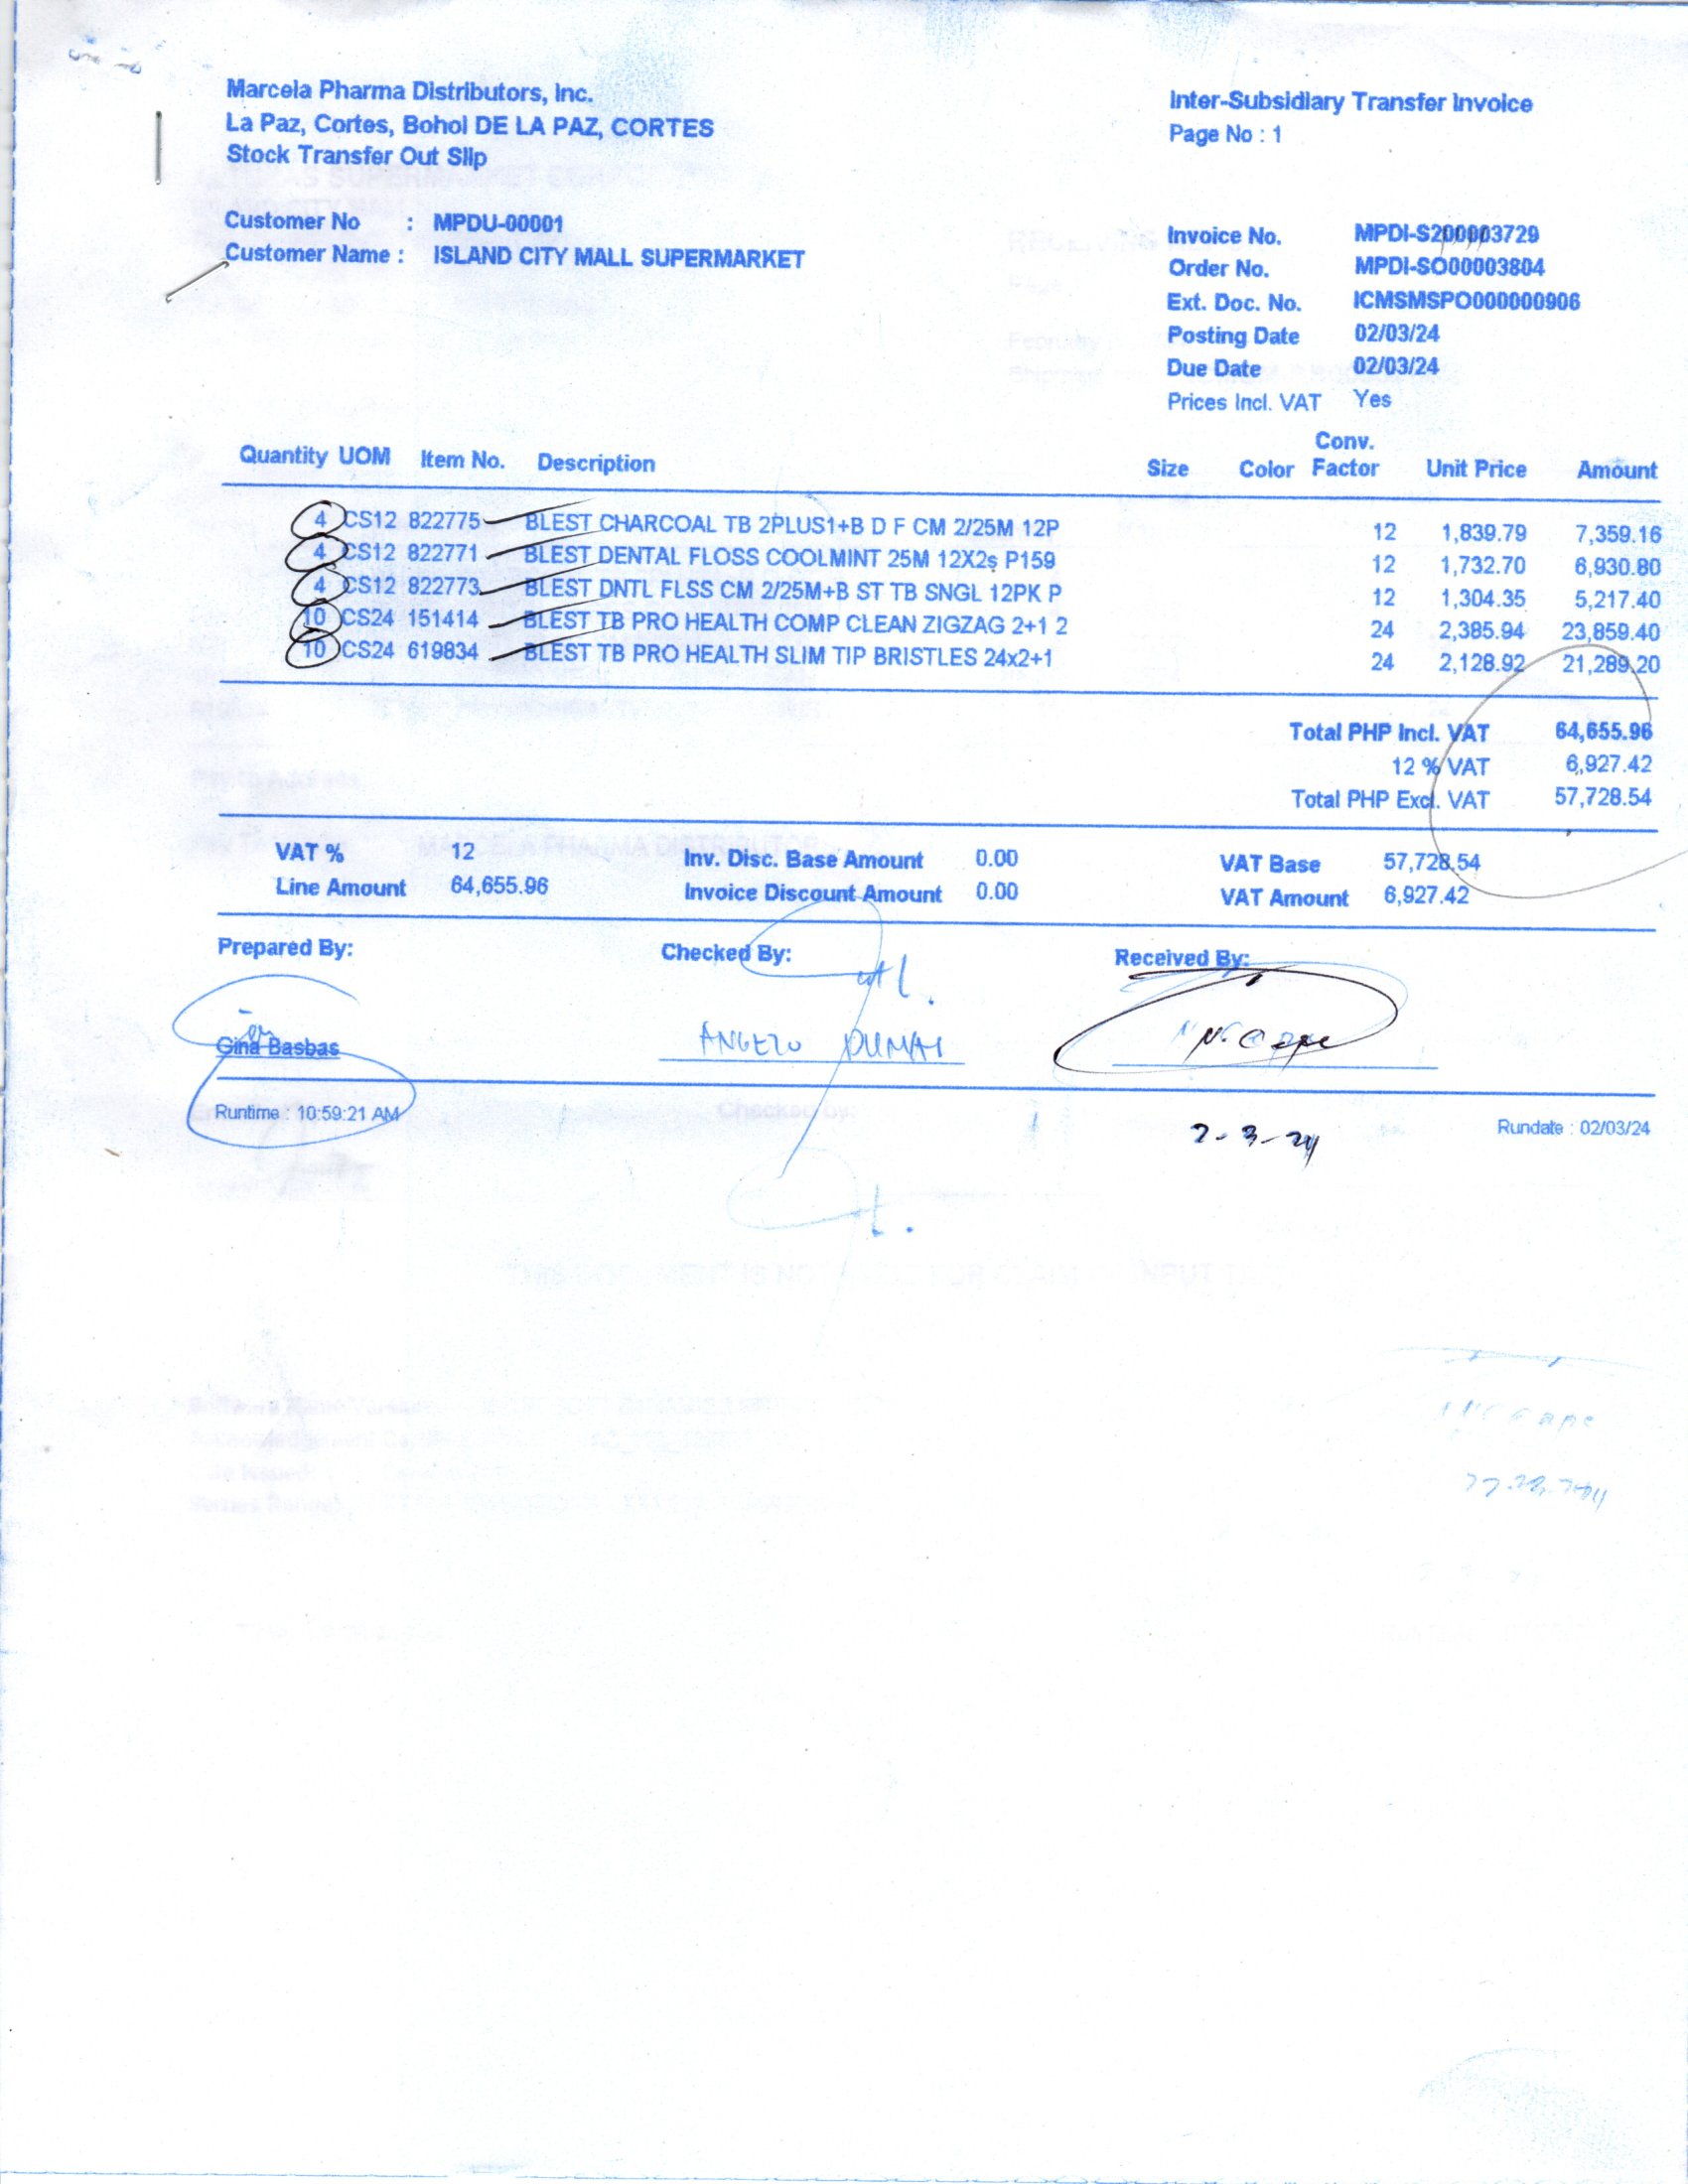 Marcela Pharma Distributors, Inc.
La Paz, Cortes, Bohol DE LA PAZ, CORTES
Stock Transfer Out Slip
Inter-Subsidiary Transfer Invoice
Page No : 1
Customer No : MPDU-00001
Customer Name : ISLAND CITY MALL SUPERMARKET
Invoice No. MPDI-S200003729
Order No. MPDI-SO00003804
Ext. Doc. No. ICMSMSPO000000906
Posting Date 02/03/24
Due Date 02/03/24
Prices Incl. VAT Yes
Quantity UOM Item No. Description Size Color Conv. Factor Unit Price Amount
4 CS12 822775 BLEST CHARCOAL TB 2PLUS1+B D F CM 2/25M 12P 12 1,839.79 7,359.16
4 CS12 822771 BLEST DENTAL FLOSS COOLMINT 25M 12X2s P159 12 1,732.70 6,930.80
4 CS12 822773 BLEST DNTL FLSS CM 2/25M+B ST TB SNGL 12PK P 12 1,304.35 5,217.40
10 CS24 151414 BLEST TB PRO HEALTH COMP CLEAN ZIGZAG 2+1 2 24 2,385.94 23,859.40
10 CS24 619834 BLEST TB PRO HEALTH SLIM TIP BRISTLES 24x2+1 24 2,128.92 21,289.20
Total PHP Incl. VAT 64,655.96
12 % VAT 6,927.42
Total PHP Excl. VAT 57,728.54
VAT % 12 Inv. Disc. Base Amount 0.00 VAT Base 57,728.54
Line Amount 64,655.96 Invoice Discount Amount 0.00 VAT Amount 6,927.42
Prepared By: Checked By: Received By:
Gina Basbas ANGELO
Runtime : 10:59:21 AM
2-3-24
Rundate : 02/03/24